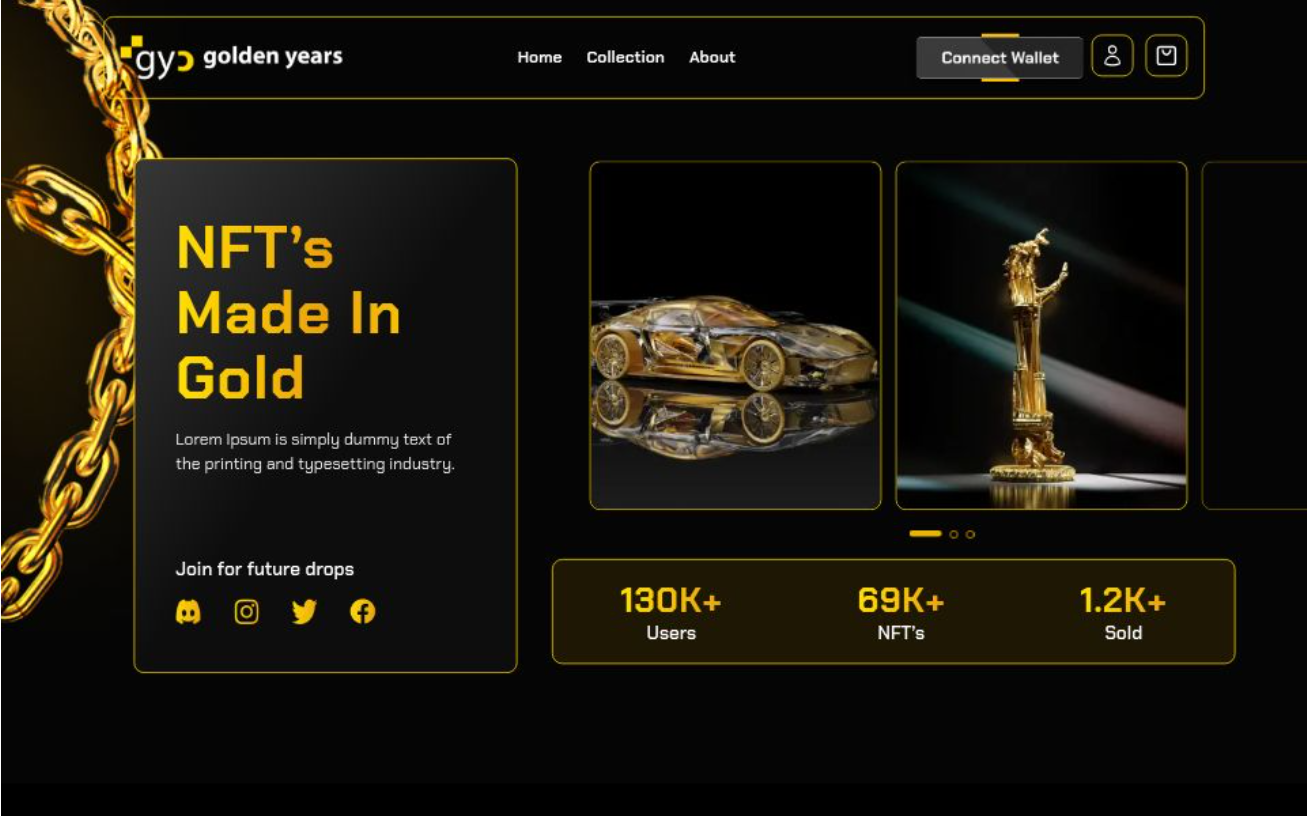 gyc golden years
Home Collection About
Connect Wallet
NFT’s
Made In
Gold
Lorem Ipsum is simply dummy text of
the printing and typesetting industry.
Join for future drops
130K+ 69K+ 1.2K+
Users NFT’s Sold